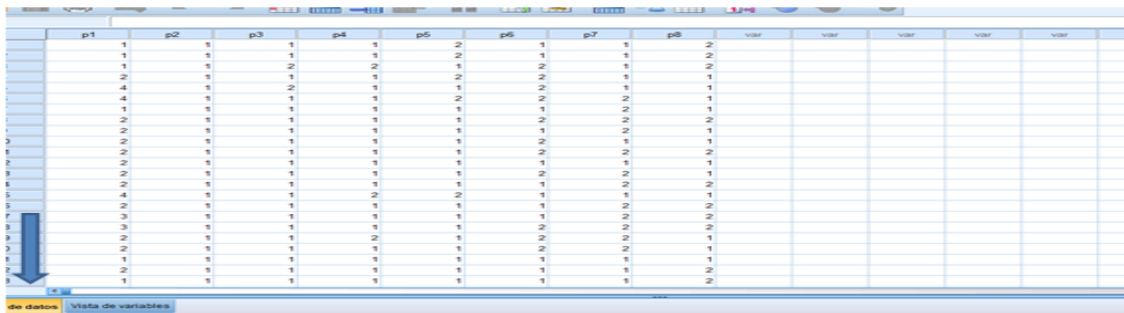 p1 p2 p3 p4 p5 p6 p7 p8 var var var var var
1 1 1 1 2 1 1 2
1 1 1 1 2 1 1 2
1 1 2 2 1 2 1 2
2 1 1 1 2 2 1 1
4 1 2 1 1 2 1 1
4 1 1 1 2 2 2 1
1 1 1 1 1 1 2 1
2 1 1 1 1 2 2 2
2 1 1 1 1 1 2 1
2 1 1 1 1 2 1 1
2 1 1 1 1 2 2 2
2 1 1 1 1 1 1 1
2 1 1 1 1 2 2 1
2 1 1 1 1 1 2 2
4 1 1 2 2 1 1 1
2 1 1 1 1 1 2 2
3 1 1 1 1 1 2 2
3 1 1 1 1 2 2 2
2 1 1 2 1 2 2 1
2 1 1 1 1 2 2 1
1 1 1 1 1 1 1 1
2 1 1 1 1 1 1 2
1 1 1 1 1 1 1 2
de datos Vista de variables